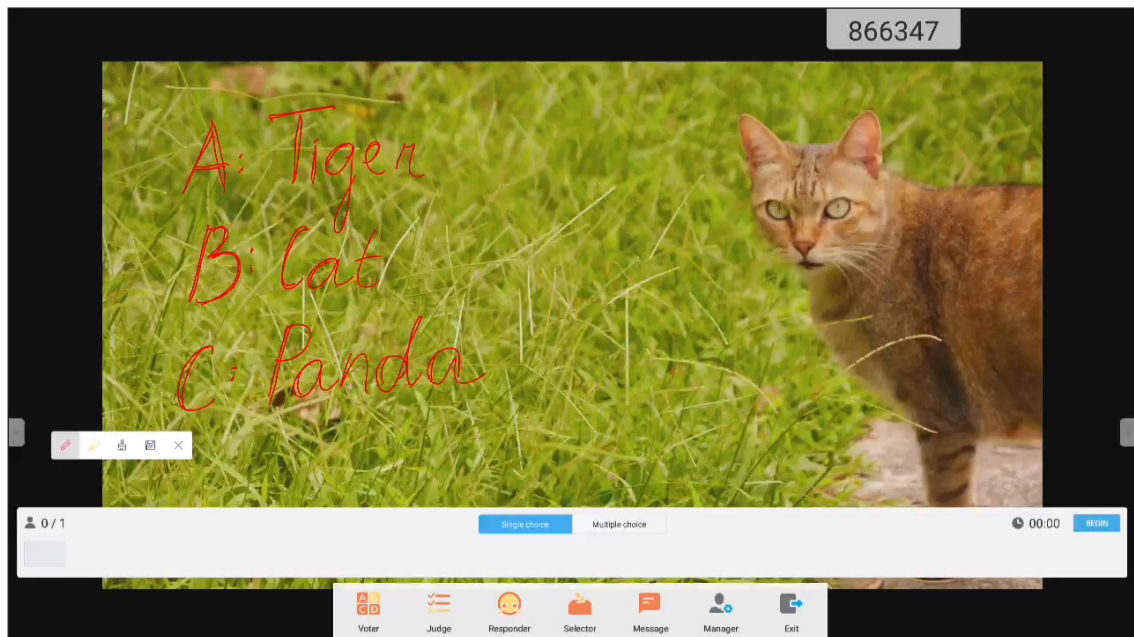 866347
A: Tiger
B: Cat
C: Panda
0 / 1
Single choice
Multiple choice
00:00
BEGIN
A B C D
Voter
Judge
Responder
Selector
Message
Manager
Exit